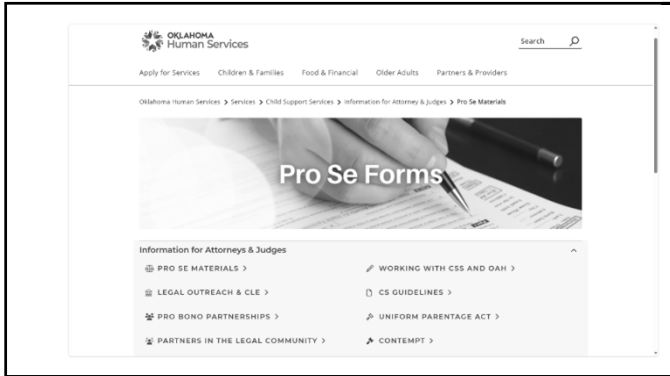 OKLAHOMA
Human Services
Search
Apply for Services Children & Families Food & Financial Older Adults Partners & Providers
Oklahoma Human Services > Services > Child Support Services > Information for Attorney & Judges > Pro Se Materials
Pro Se Forms
Information for Attorneys & Judges
PRO SE MATERIALS > WORKING WITH CSS AND OAH >
LEGAL OUTREACH & CLE > CS GUIDELINES >
PRO BONO PARTNERSHIPS > UNIFORM PARENTAGE ACT >
PARTNERS IN THE LEGAL COMMUNITY > CONTEMPT >